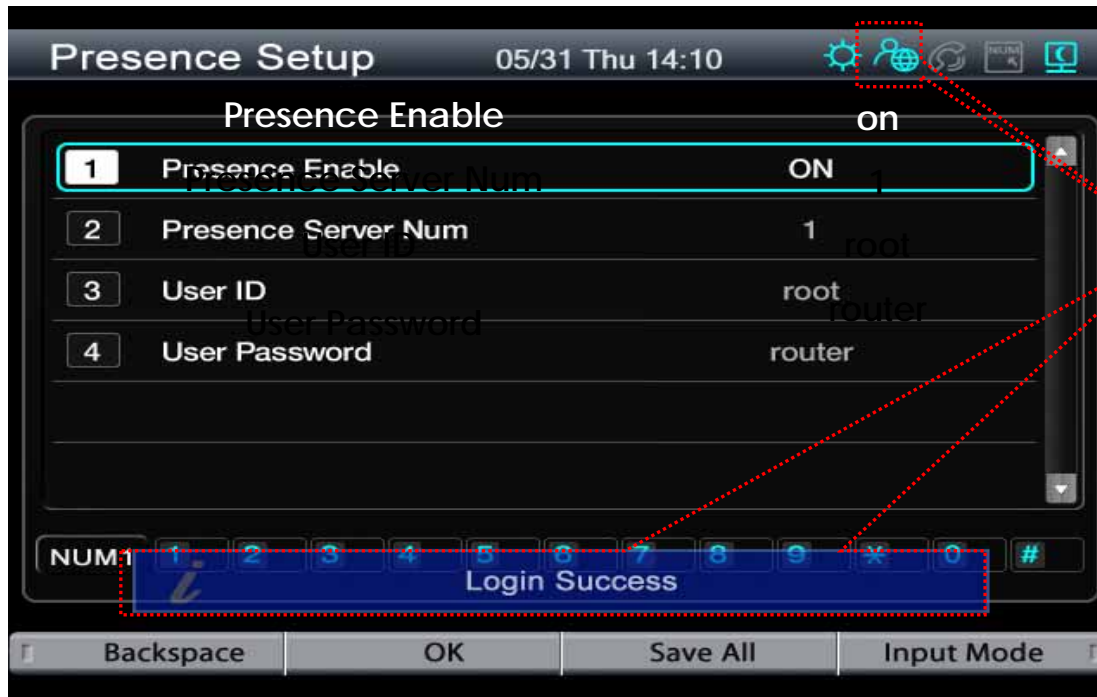 Presence Setup 05/31 Thu 14:10 NUM
Presence Enable on
1 Presence Enable ON
Presence Server Num 1
2 Presence Server Num 1
User ID root
3 User ID root
User Password router
4 User Password router
NUM1 1 2 3 4 5 6 7 8 9 * 0 #
i Login Success
Backspace OK Save All Input Mode